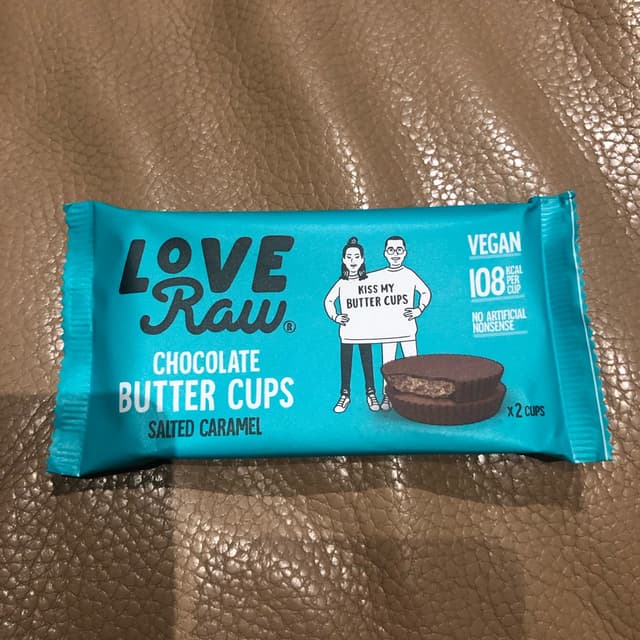 LOVE
Raw®
CHOCOLATE
BUTTER CUPS
SALTED CARAMEL
KISS MY
BUTTER CUPS
VEGAN
108 KCAL
PER
CUP
NO ARTIFICIAL
NONSENSE
x2 CUPS